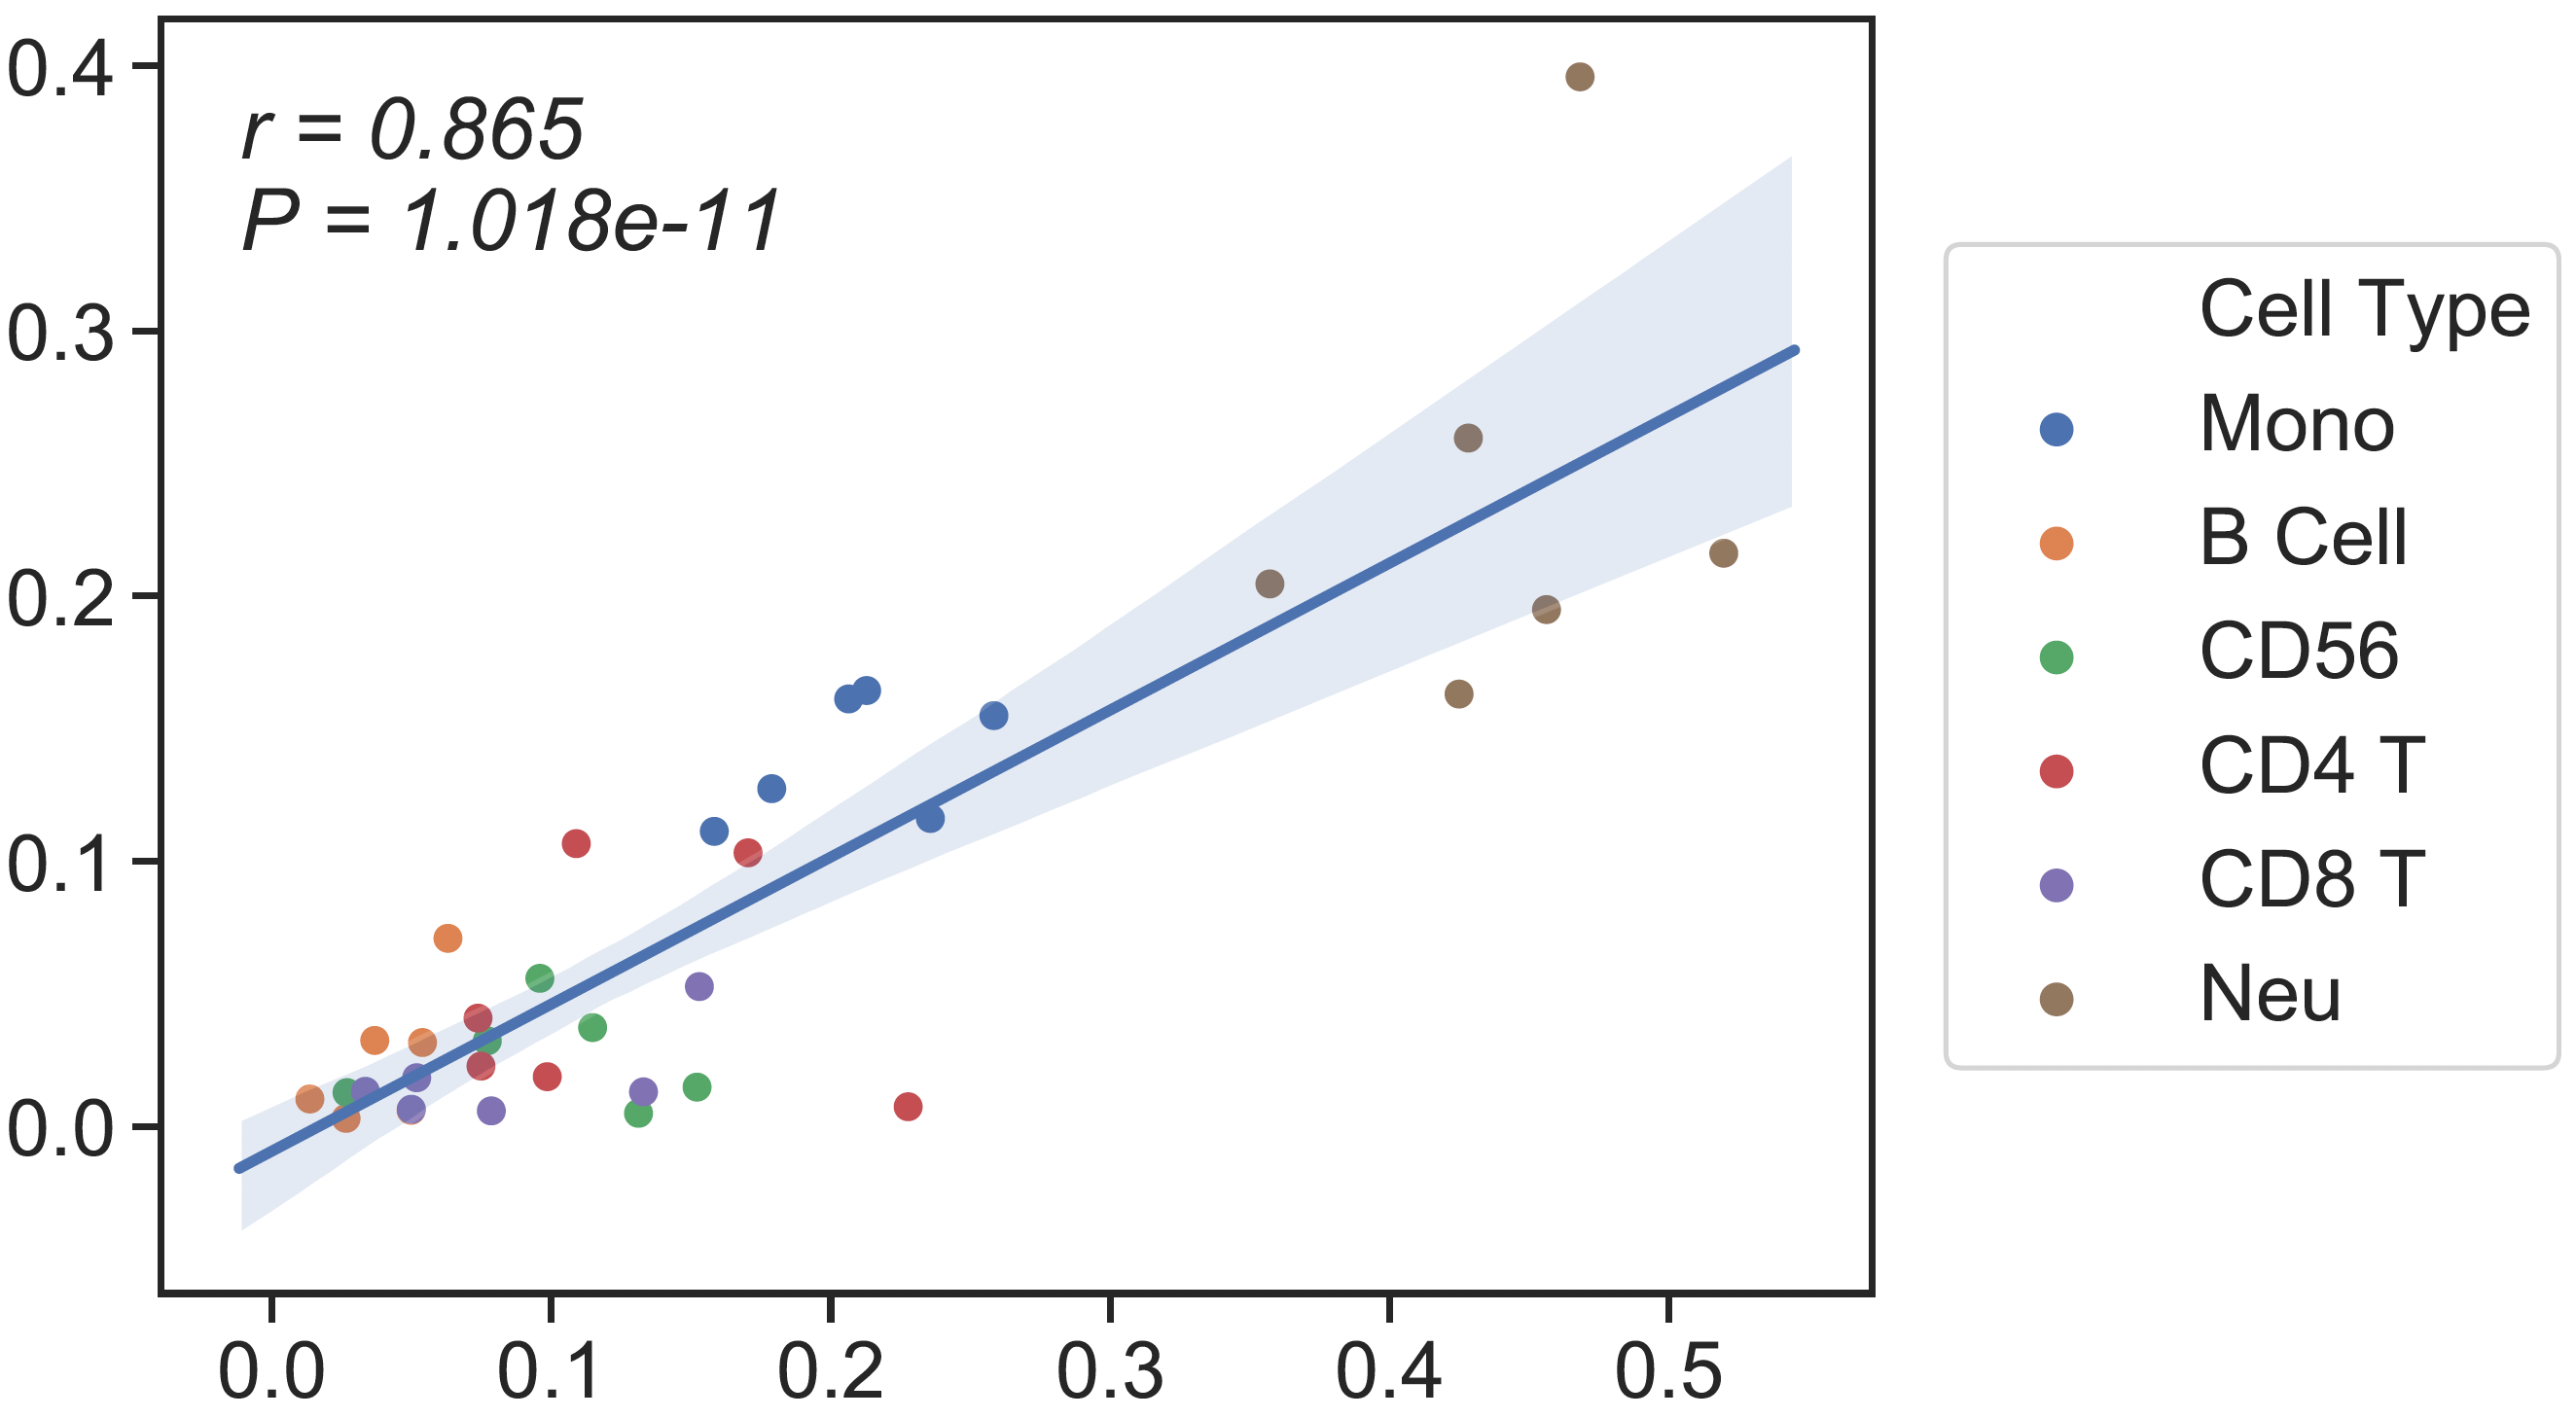 0.4
0.3
0.2
0.1
0.0
r = 0.865
P = 1.018e-11
0.0 0.1 0.2 0.3 0.4 0.5
Cell Type
Mono
B Cell
CD56
CD4 T
CD8 T
Neu